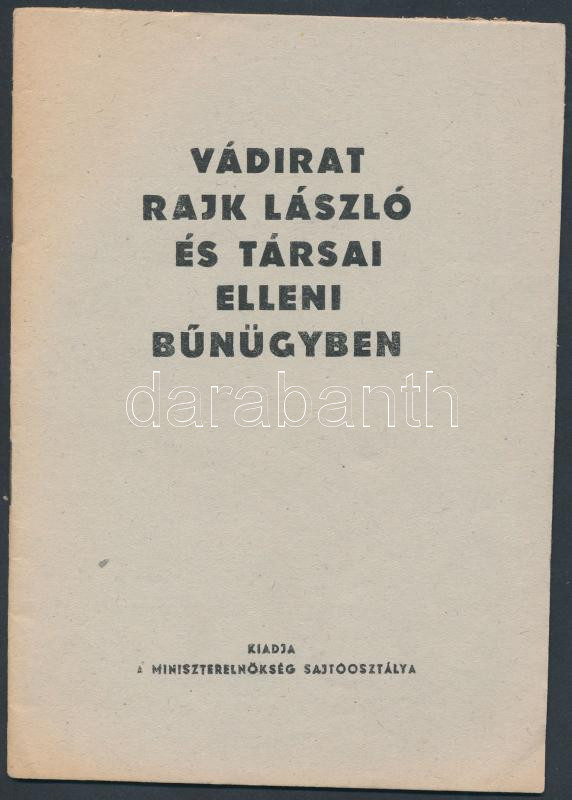 VÁDIRAT
RAJK LÁSZLÓ
ÉS TÁRSAI
ELLENI
BŰNÜGYBEN
darabanth
KIADJA
A MINISZTERELNÖKSÉG SAJTÓOSZTÁLYA